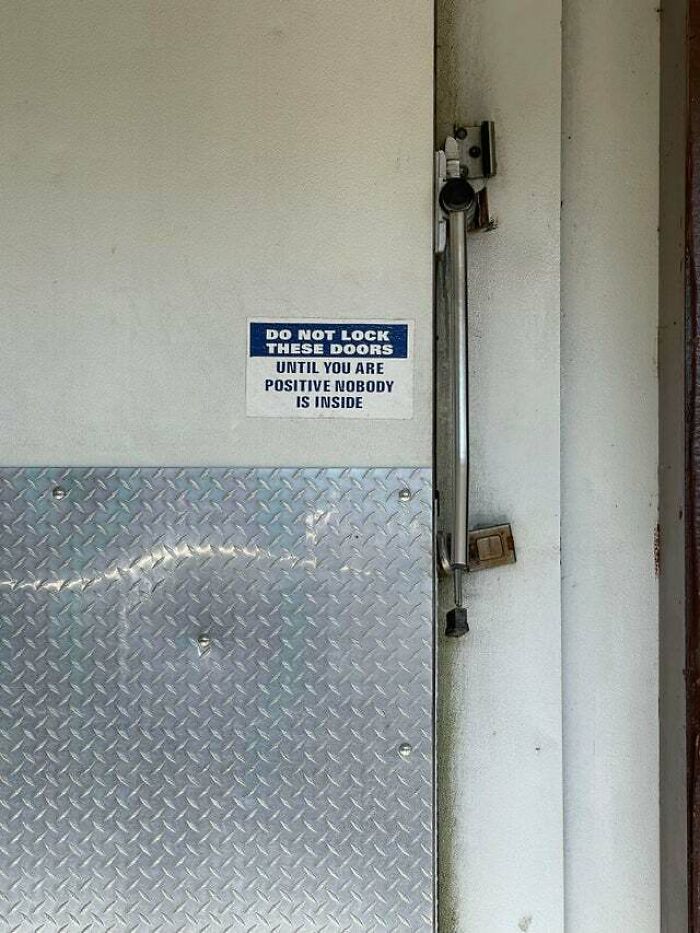 DO NOT LOCK
THESE DOORS
UNTIL YOU ARE
POSITIVE NOBODY
IS INSIDE